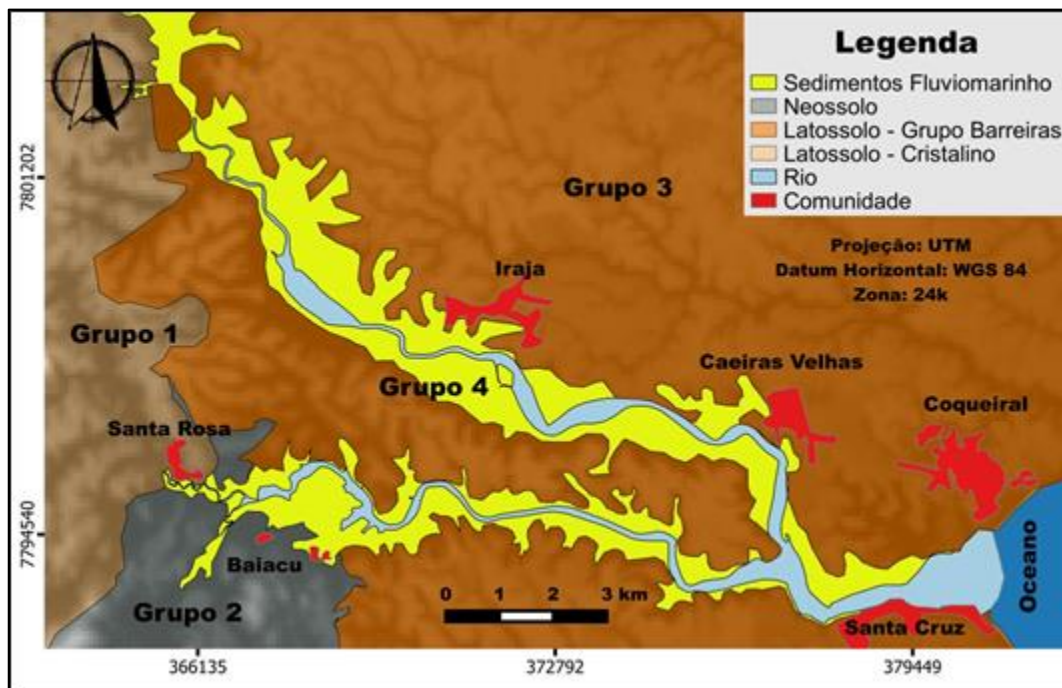 Legenda
Sedimentos Fluviomarinho
Neossolo
Latossolo - Grupo Barreiras
Latossolo - Cristalino
Rio
Comunidade
7801202
Grupo 3
Projeção: UTM
Datum Horizontal: WGS 84
Zona: 24k
Iraja
Grupo 1
Grupo 4
Caeiras Velhas
Coqueiral
Santa Rosa
7794540
Baiacu
Grupo 2
0 1 2 3 km
Santa Cruz
Oceano
366135 372792 379449